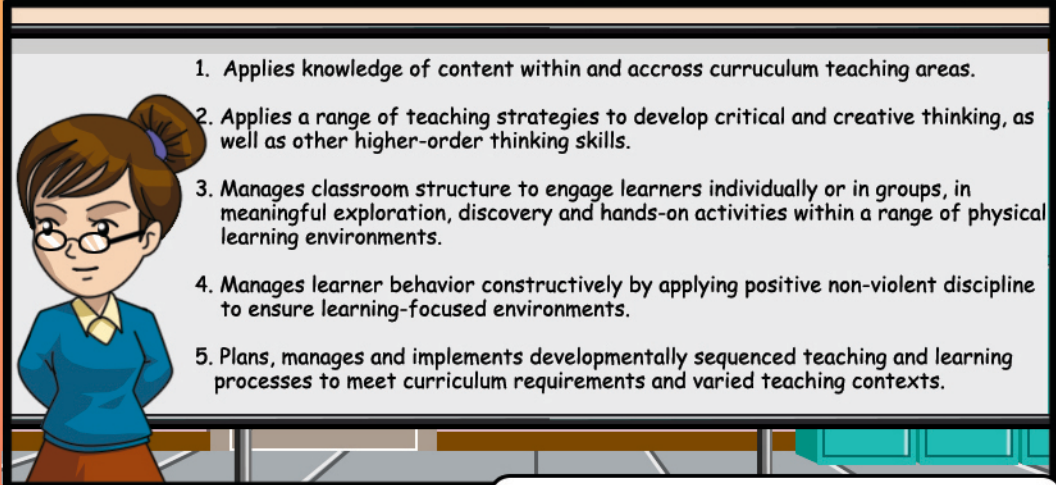 1. Applies knowledge of content within and accross curruculum teaching areas.
2. Applies a range of teaching strategies to develop critical and creative thinking, as
well as other higher-order thinking skills.
3. Manages classroom structure to engage learners individually or in groups, in
meaningful exploration, discovery and hands-on activities within a range of physical
learning environments.
4. Manages learner behavior constructively by applying positive non-violent discipline
to ensure learning-focused environments.
5. Plans, manages and implements developmentally sequenced teaching and learning
processes to meet curriculum requirements and varied teaching contexts.